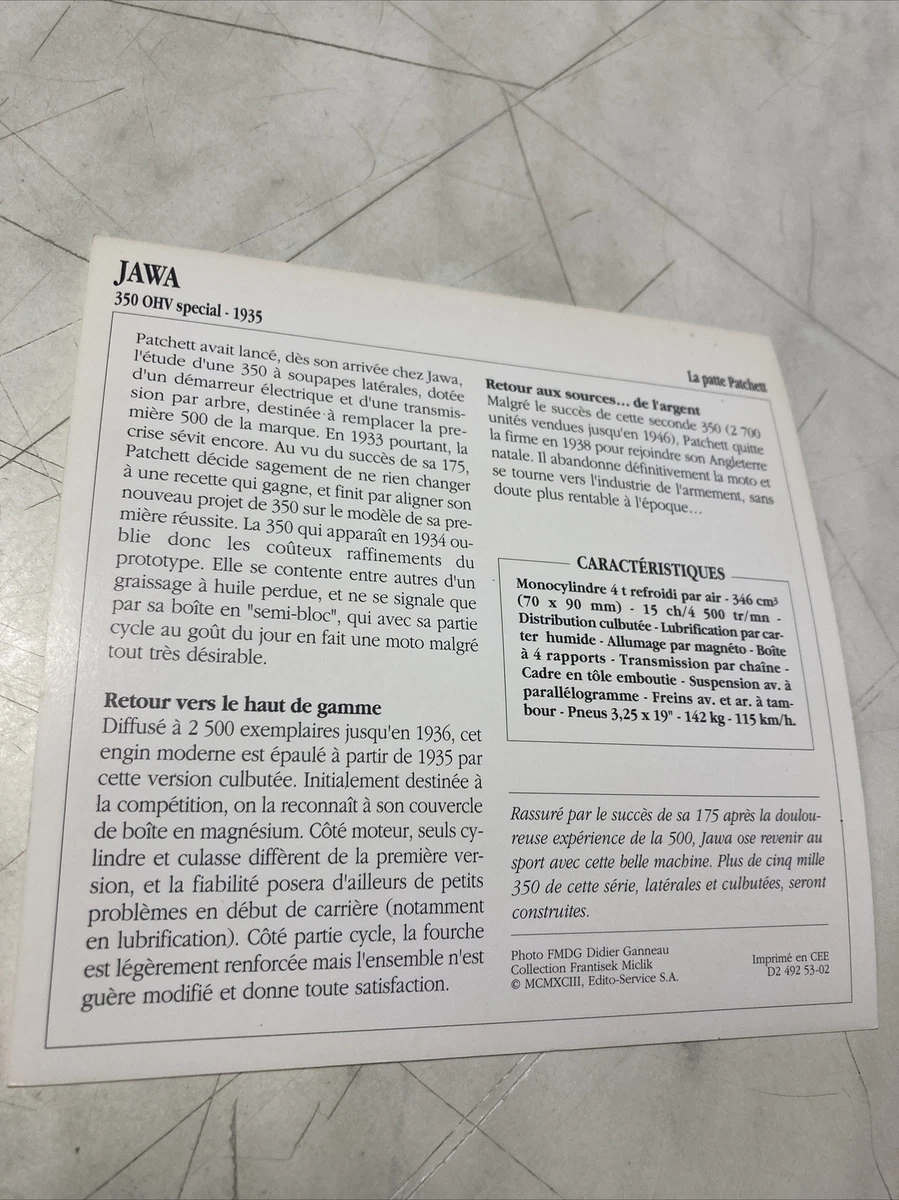 JAWA
350 OHV special - 1935
La patte Patchett
Patchett avait lancé, dès son arrivée chez Jawa,
l'étude d'une 350 à soupapes latérales, dotée
d'un démarreur électrique et d'une transmis-
sion par arbre, destinée à remplacer la pre-
mière 500 de la marque. En 1933 pourtant, la
crise sévit encore. Au vu du succès de sa 175,
Patchett décide sagement de ne rien changer
à une recette qui gagne, et finit par aligner son
nouveau projet de 350 sur le modèle de sa pre-
mière réussite. La 350 qui apparaît en 1934 ou-
blie donc les coûteux raffinements du
prototype. Elle se contente entre autres d'un
graissage à huile perdue, et ne se signale que
par sa boîte en "semi-bloc", qui avec sa partie
cycle au goût du jour en fait une moto malgré
tout très désirable.
Retour vers le haut de gamme
Diffusé à 2 500 exemplaires jusqu'en 1936, cet
engin moderne est épaulé à partir de 1935 par
cette version culbutée. Initialement destinée à
la compétition, on la reconnaît à son couvercle
de boîte en magnésium. Côté moteur, seuls cy-
lindre et culasse diffèrent de la première ver-
sion, et la fiabilité posera d'ailleurs de petits
problèmes en début de carrière (notamment
en lubrification). Côté partie cycle, la fourche
est légèrement renforcée mais l'ensemble n'est
guère modifié et donne toute satisfaction.
Retour aux sources... de l'argent
Malgré le succès de cette seconde 350 (2 700
unités vendues jusqu'en 1946), Patchett quitte
la firme en 1938 pour rejoindre son Angleterre
natale. Il abandonne définitivement la moto et
se tourne vers l'industrie de l'armement, sans
doute plus rentable à l'époque...
CARACTÉRISTIQUES
Monocylindre 4 t refroidi par air - 346 cm³
(70 x 90 mm) - 15 ch/4 500 tr/mn -
Distribution culbutée - Lubrification par car-
ter humide - Allumage par magnéto - Boîte
à 4 rapports - Transmission par chaîne -
Cadre en tôle emboutie - Suspension av. à
parallélogramme - Freins av. et ar. à tam-
bour - Pneus 3,25 x 19" - 142 kg - 115 km/h.
Rassuré par le succès de sa 175 après la doulou-
reuse expérience de la 500, Jawa ose revenir au
sport avec cette belle machine. Plus de cinq mille
350 de cette série, latérales et culbutées, seront
construites.
Photo FMDG Didier Ganneau
Collection Frantisek Miclik
© MCMXCIII, Edito-Service S.A.
Imprimé en CEE
D2 492 53-02